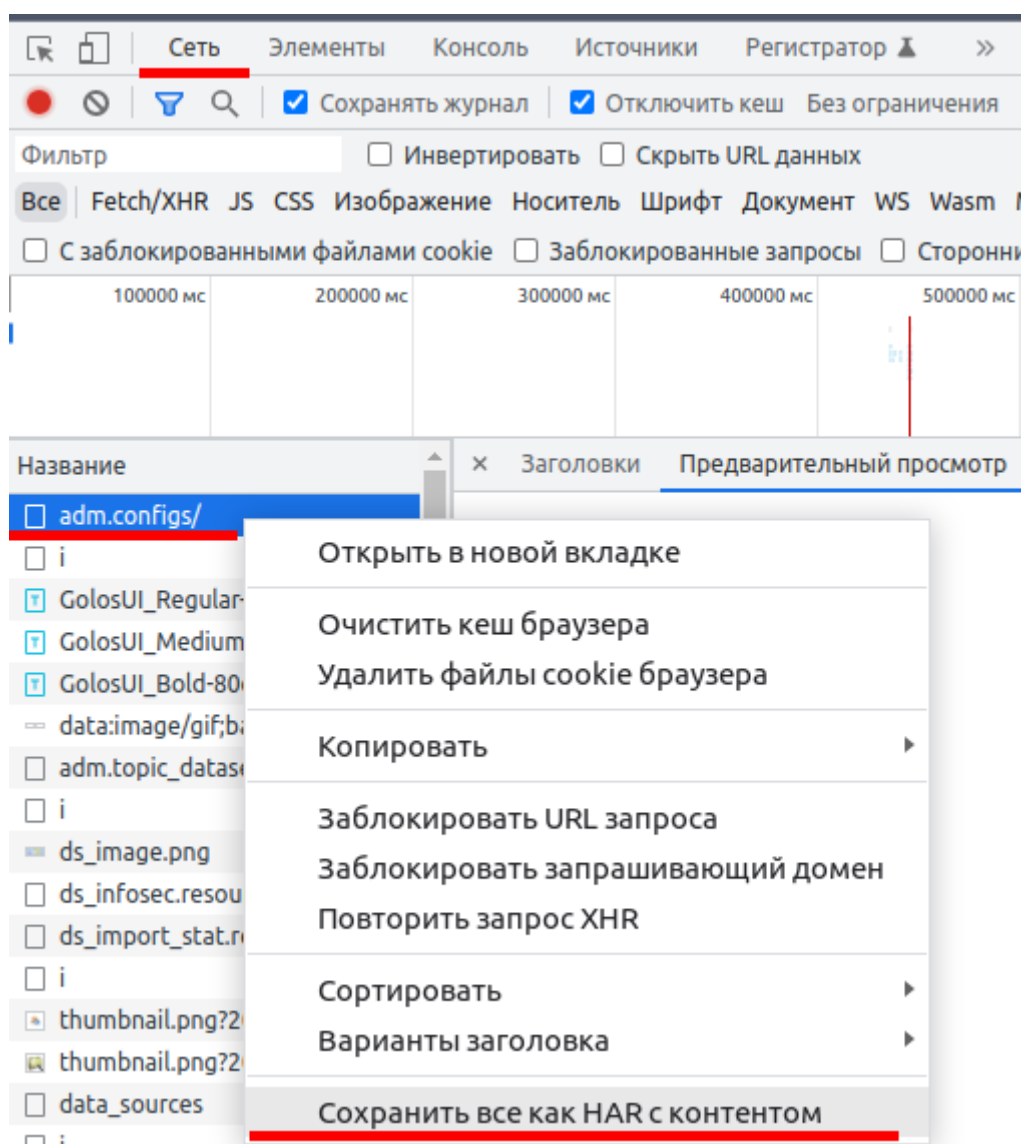 Сеть Элементы Консоль Источники Регистратор »
Сохранять журнал Отключить кеш Без ограничения
Фильтр Инвертировать Скрыть URL данных
Все Fetch/XHR JS CSS Изображение Носитель Шрифт Документ WS Wasm
С заблокированными файлами cookie Заблокированные запросы Сторонни
100000 мс 200000 мс 300000 мс 400000 мс 500000 мс
Название × Заголовки Предварительный просмотр
adm.configs/
i
GolosUI_Regular-
GolosUI_Medium
GolosUI_Bold-80
data:image/gif;ba
adm.topic_datase
i
ds_image.png
ds_infosec.resou
ds_import_stat.re
i
thumbnail.png?2
thumbnail.png?2
data_sources
i
Открыть в новой вкладке
Очистить кеш браузера
Удалить файлы cookie браузера
Копировать
Заблокировать URL запроса
Заблокировать запрашивающий домен
Повторить запрос XHR
Сортировать
Варианты заголовка
Сохранить все как HAR с контентом